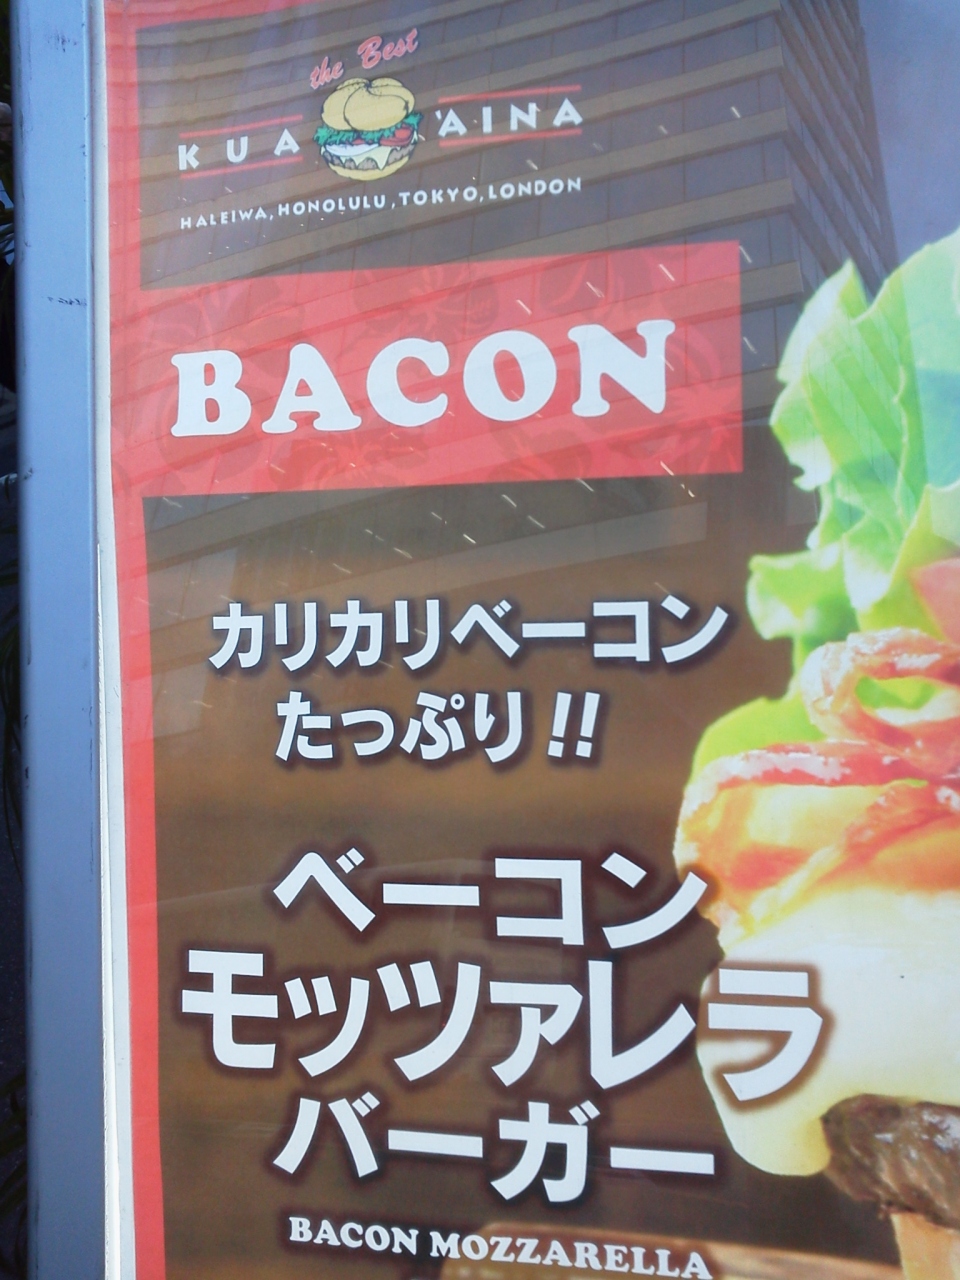 the Best
KUA 'AINA
HALEIWA, HONOLULU, TOKYO, LONDON
BACON
カリカリベーコン
たっぷり!!
ベーコン
モッツァレラ
バーガー
BACON MOZZARELLA